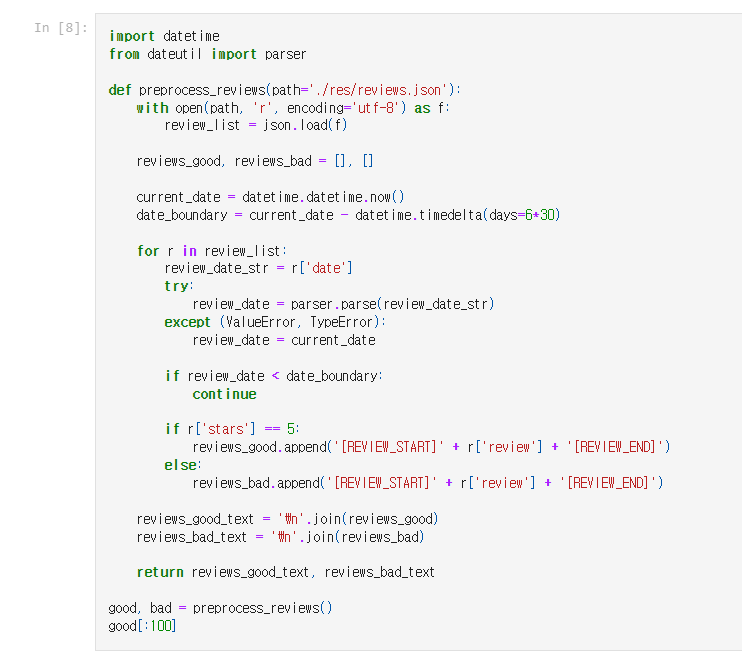 In [8]:
import datetime
from dateutil import parser
def preprocess_reviews(path='./res/reviews.json'):
    with open(path, 'r', encoding='utf-8') as f:
        review_list = json.load(f)
    reviews_good, reviews_bad = [], []
    current_date = datetime.datetime.now()
    date_boundary = current_date - datetime.timedelta(days=6*30)
    for r in review_list:
        review_date_str = r['date']
        try:
            review_date = parser.parse(review_date_str)
        except (ValueError, TypeError):
            review_date = current_date
        if review_date < date_boundary:
            continue
        if r['stars'] == 5:
            reviews_good.append('[REVIEW_START]' + r['review'] + '[REVIEW_END]')
        else:
            reviews_bad.append('[REVIEW_START]' + r['review'] + '[REVIEW_END]')
    reviews_good_text = '₩n'.join(reviews_good)
    reviews_bad_text = '₩n'.join(reviews_bad)
    return reviews_good_text, reviews_bad_text
good, bad = preprocess_reviews()
good[:100]